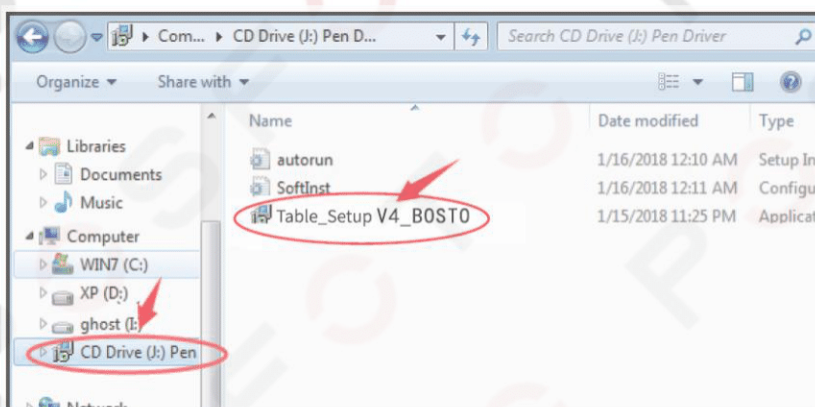 Com... CD Drive (J:) Pen D... Search CD Drive (J:) Pen Driver
Organize Share with
Name Date modified Type
Libraries
autorun 1/16/2018 12:10 AM Setup In
Documents
SoftInst 1/16/2018 12:11 AM Configu
Music
Table_Setup V4_BOSTO 1/15/2018 11:25 PM Applicat
Computer
WIN7 (C:)
XP (D:)
ghost (I:)
CD Drive (J:) Pen
Network